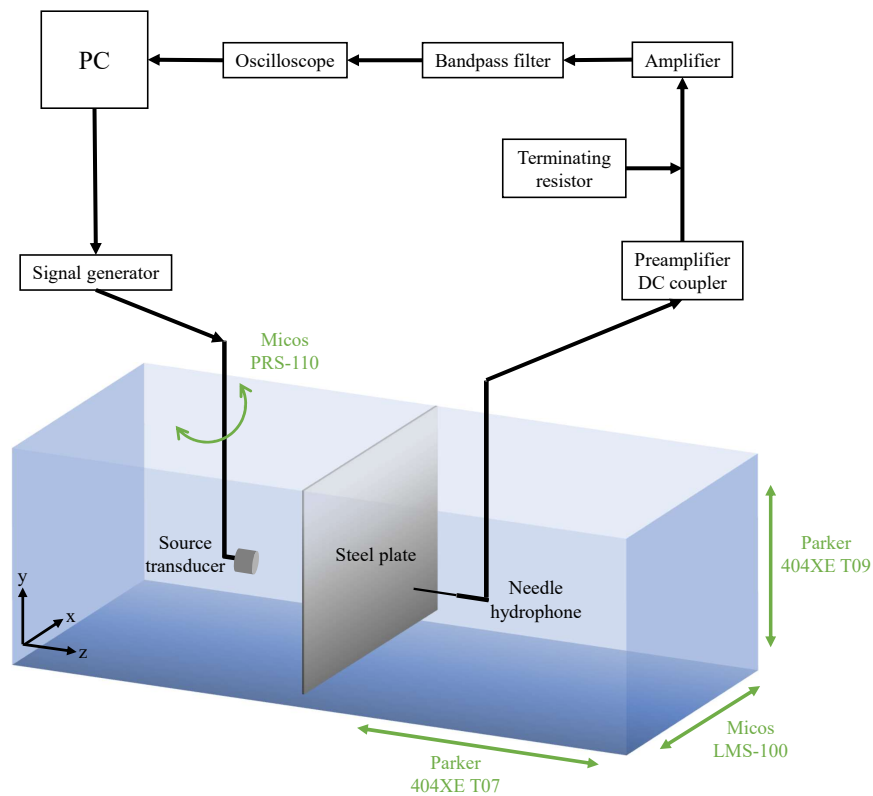 PC
Oscilloscope
Bandpass filter
Amplifier
Terminating
resistor
Signal generator
Preamplifier
DC coupler
Micos
PRS-110
Source
transducer
Steel plate
Needle
hydrophone
Parker
404XE T09
y
x
z
Micos
LMS-100
Parker
404XE T07